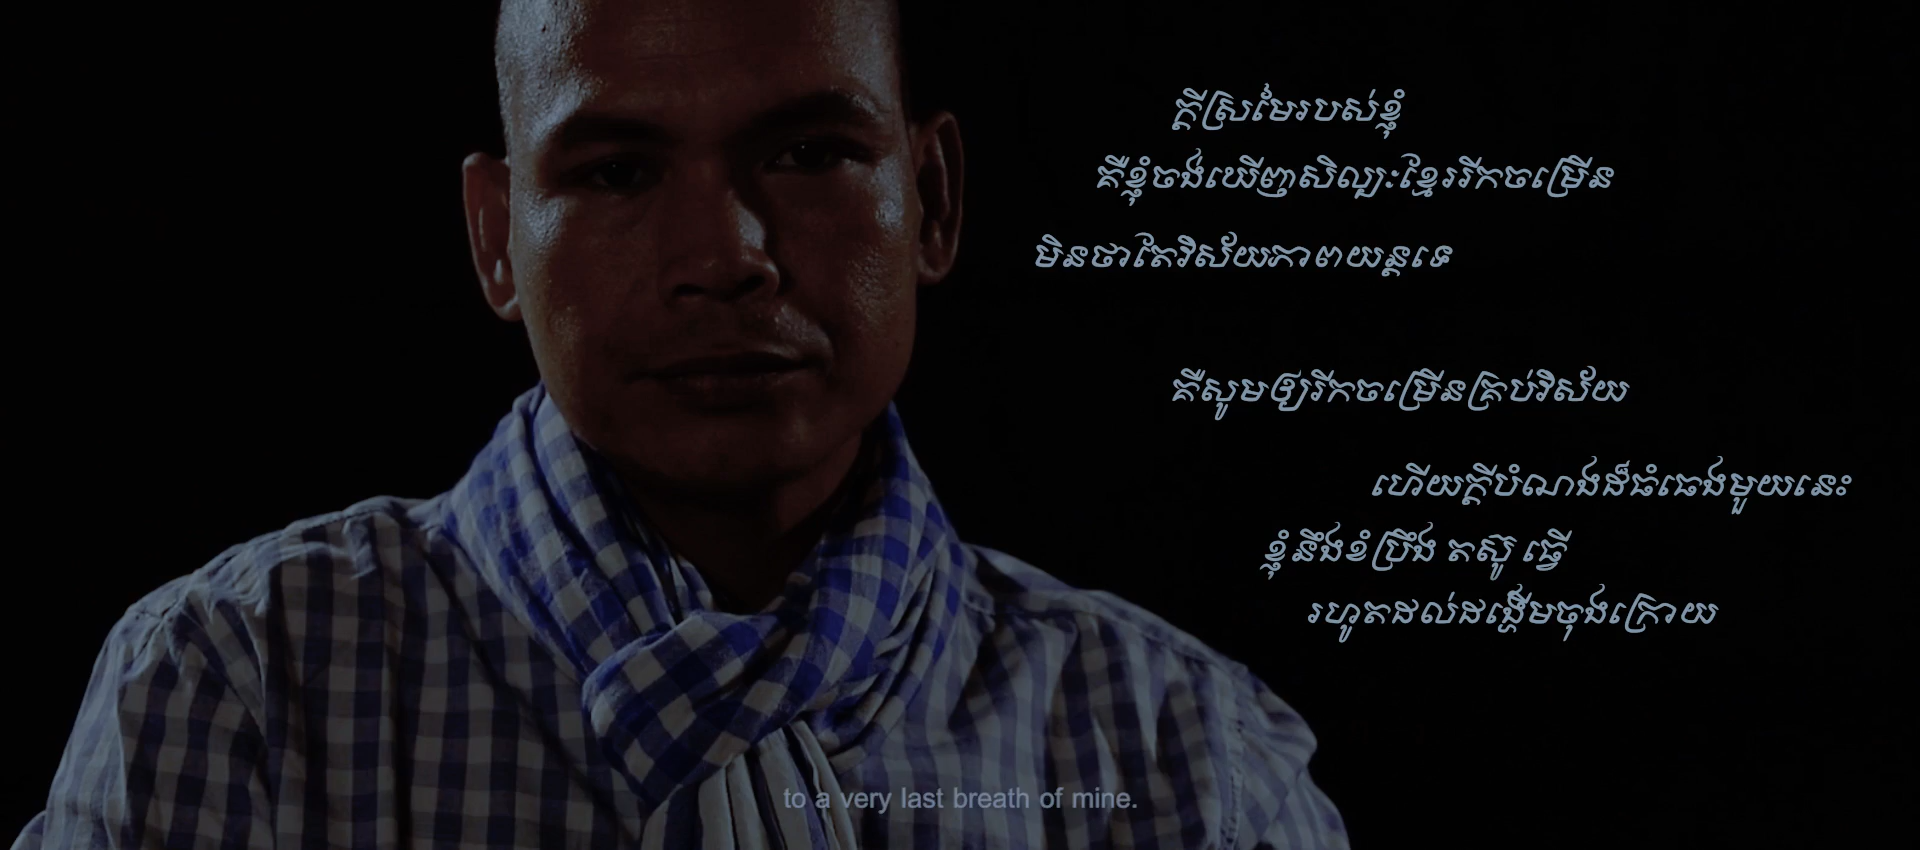 ក្ដីស្រមៃរបស់ខ្ញុំ
គឺខ្ញុំចង់ឃើញសិល្បៈខ្មែររីកចម្រើន
មិនថាតែវិស័យភាពយន្តទេ
គឺសូមឲ្យរីកចម្រើនគ្រប់វិស័យ
ហើយក្ដីបំណងដ៏ធំធេងមួយនេះ
ខ្ញុំនឹងខំប្រឹង តស៊ូ ធ្វើ
រហូតដល់ដង្ហើមចុងក្រោយ
to a very last breath of mine.